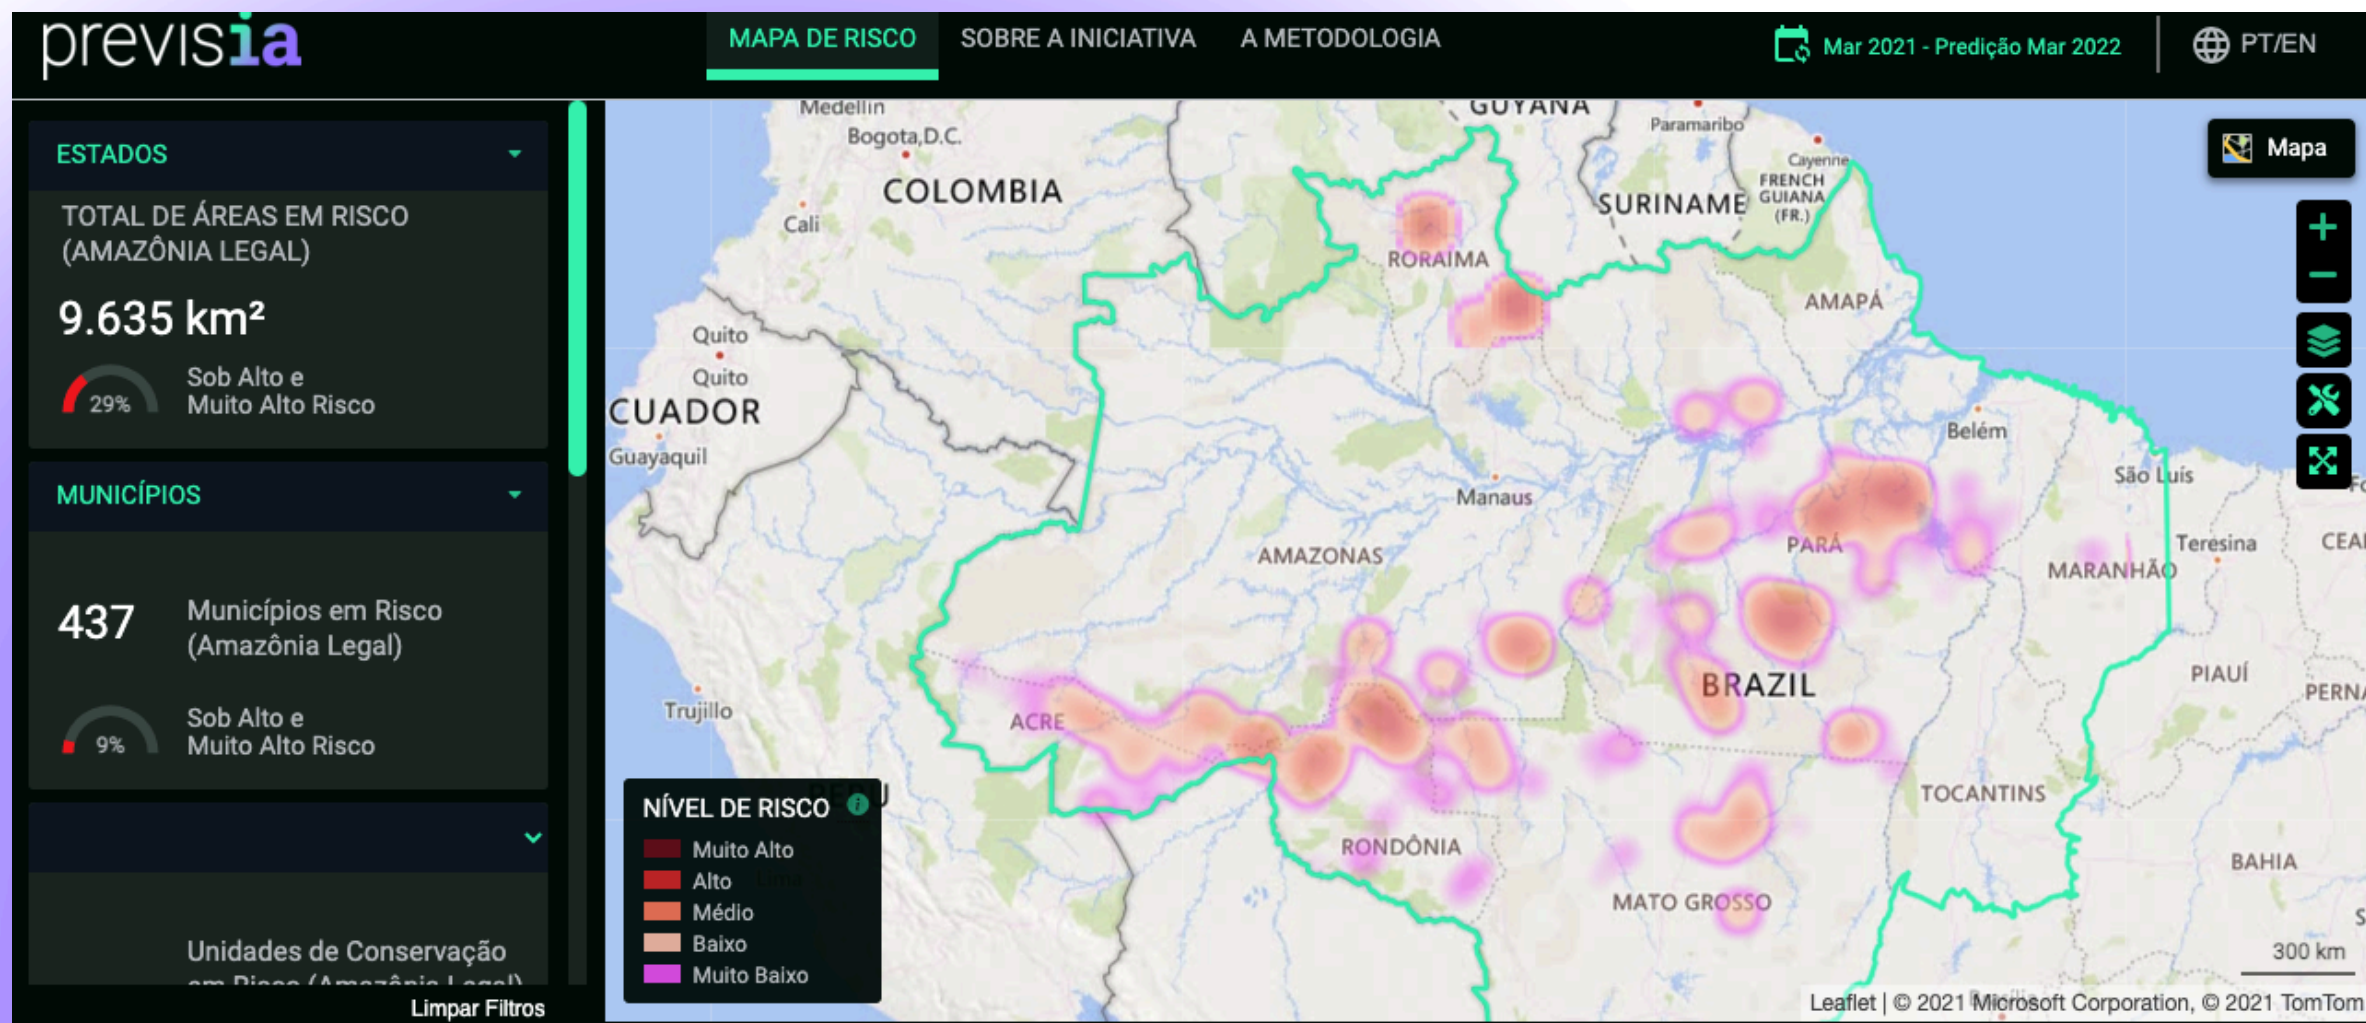 previsia
MAPA DE RISCO
SOBRE A INICIATIVA
A METODOLOGIA
Mar 2021 - Predição Mar 2022
PT/EN
ESTADOS
TOTAL DE ÁREAS EM RISCO
(AMAZÔNIA LEGAL)
9.635 km²
29%
Sob Alto e
Muito Alto Risco
MUNICÍPIOS
437
Municípios em Risco
(Amazônia Legal)
9%
Sob Alto e
Muito Alto Risco
Unidades de Conservação
em Risco (Amazônia Legal)
Limpar Filtros
Medellin
Bogota,D.C.
COLOMBIA
Cali
GUYANA
Paramaribo
Cayenne
FRENCH
GUIANA
(FR.)
SURINAME
Mapa
RORAIMA
AMAPÁ
Quito
Quito
CUADOR
Guayaquil
Belém
São Luís
Manaus
PARÁ
Teresina
CEA
AMAZONAS
MARANHÃO
PIAUÍ
PERNA
BRAZIL
Trujillo
ACRE
TOCANTINS
RONDÔNIA
BAHIA
MATO GROSSO
NÍVEL DE RISCO
Muito Alto
Alto
Médio
Baixo
Muito Baixo
300 km
Leaflet | © 2021 Microsoft Corporation, © 2021 TomTom